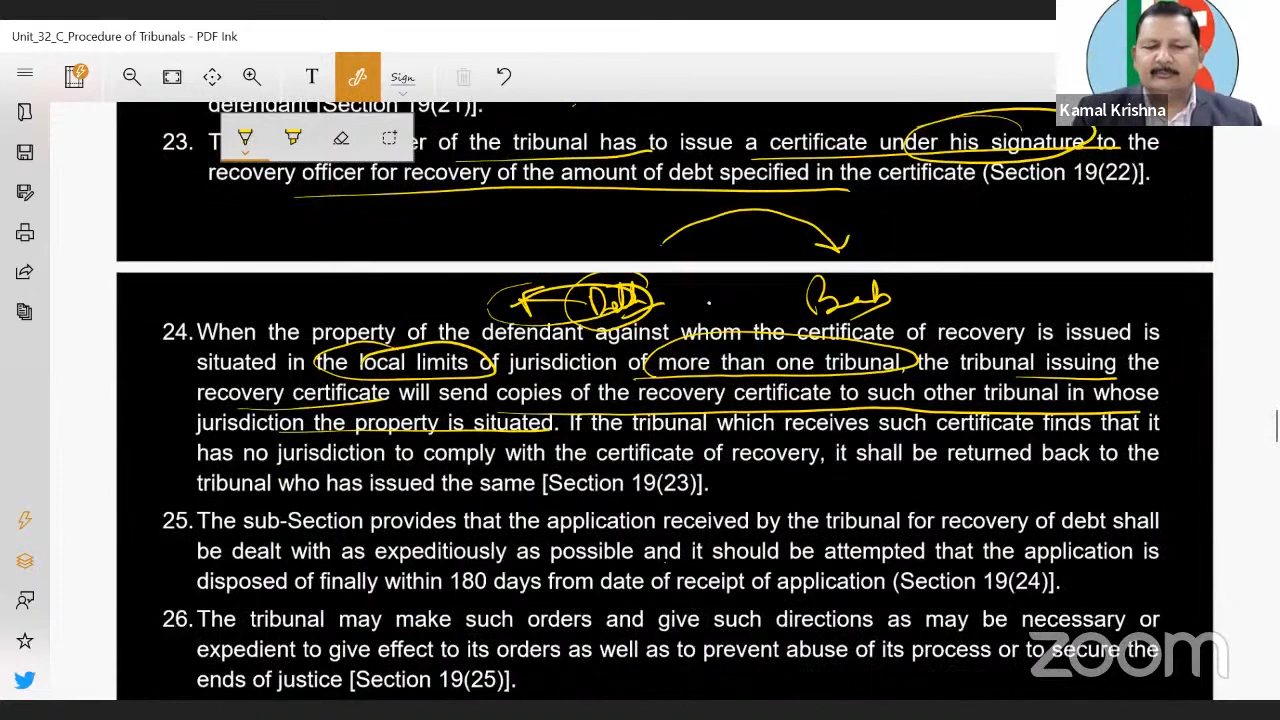 Unit_32_C_Procedure of Tribunals - PDF Ink
Kamal Krishna
T
Sign
defendant [Section 19(21)].
23. T er of the tribunal has to issue a certificate under his signature to the
recovery officer for recovery of the amount of debt specified in the certificate (Section 19(22)].
24. When the property of the defendant against whom the certificate of recovery is issued is
situated in the local limits of jurisdiction of more than one tribunal, the tribunal issuing the
recovery certificate will send copies of the recovery certificate to such other tribunal in whose
jurisdiction the property is situated. If the tribunal which receives such certificate finds that it
has no jurisdiction to comply with the certificate of recovery, it shall be returned back to the
tribunal who has issued the same [Section 19(23)].
25. The sub-Section provides that the application received by the tribunal for recovery of debt shall
be dealt with as expeditiously as possible and it should be attempted that the application is
disposed of finally within 180 days from date of receipt of application (Section 19(24)].
26. The tribunal may make such orders and give such directions as may be necessary or
expedient to give effect to its orders as well as to prevent abuse of its process or to secure the
ends of justice [Section 19(25)].
zoom